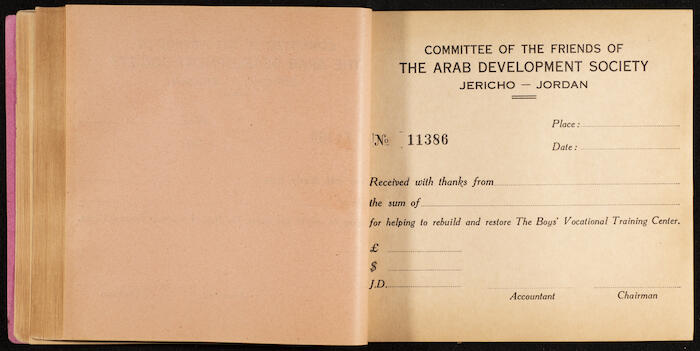 COMMITTEE OF THE FRIENDS OF
THE ARAB DEVELOPMENT SOCIETY
JERICHO — JORDAN
Place :
Nº 11386
Date :
Received with thanks from
the sum of
for helping to rebuild and restore The Boys' Vocational Training Center.
£
$
J.D.
Accountant Chairman